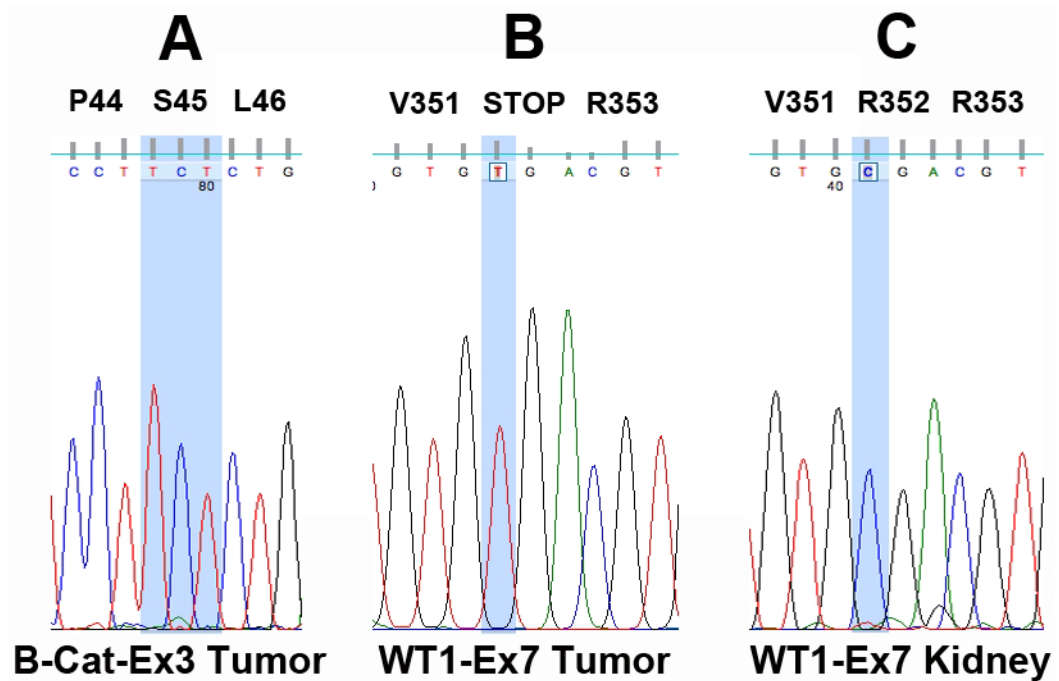 A B C
P44 S45 L46 V351 STOP R353 V351 R352 R353
C C T T C T C T G G T G T G A C G T G T G C G A C G T
80 40
B-Cat-Ex3 Tumor WT1-Ex7 Tumor WT1-Ex7 Kidney